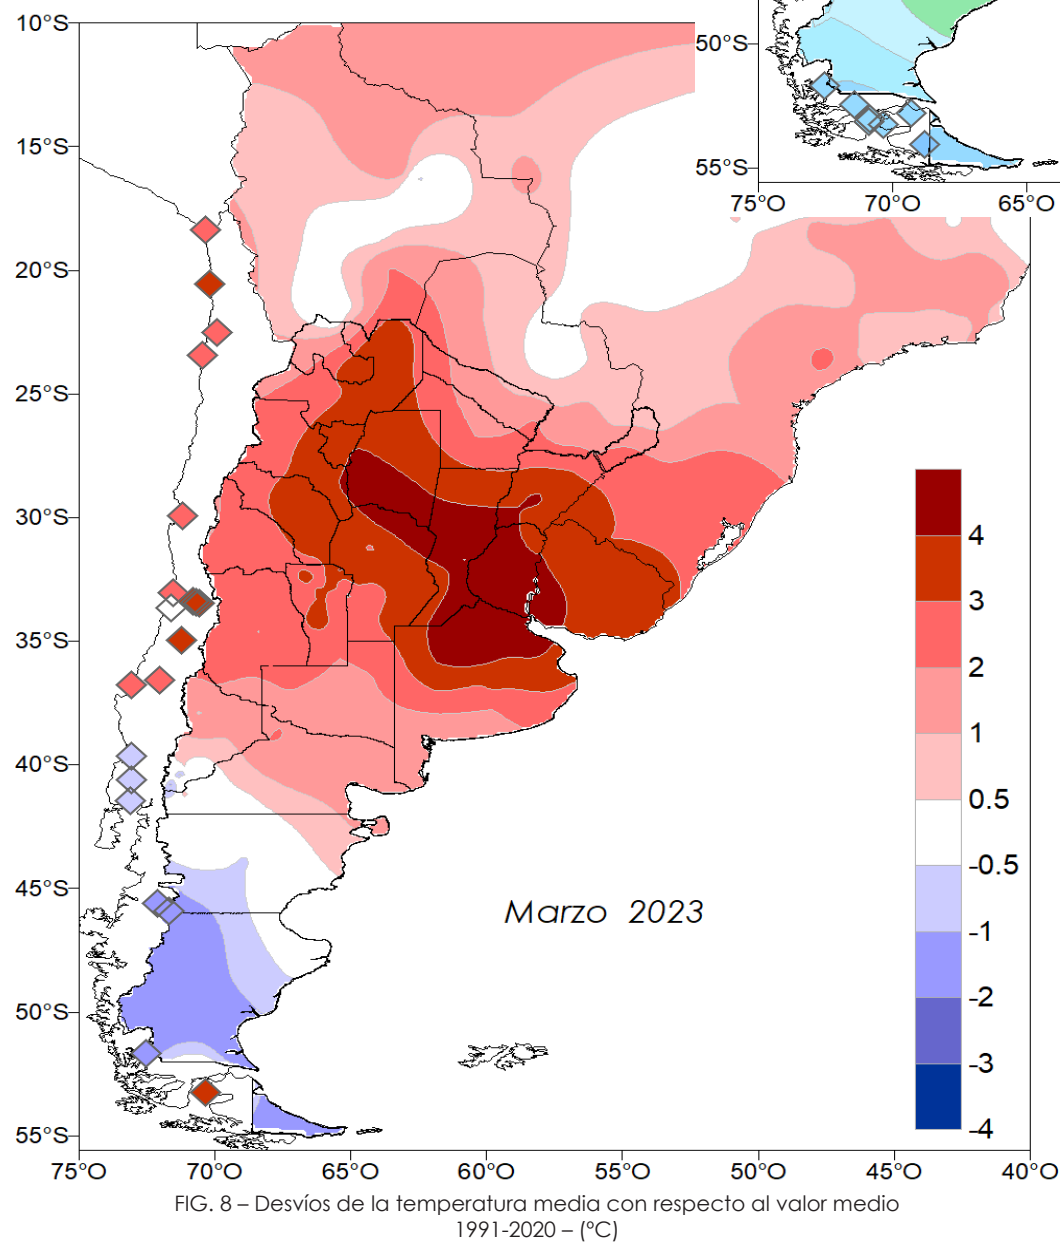 10°S
15°S
20°S
25°S
30°S
35°S
40°S
45°S
50°S
55°S
50°S
55°S
75°O 70°O 65°O
4
3
2
1
0.5
-0.5
-1
-2
-3
-4
Marzo 2023
75°O 70°O 65°O 60°O 55°O 50°O 45°O 40°O
FIG. 8 – Desvíos de la temperatura media con respecto al valor medio
1991-2020 – (ºC)